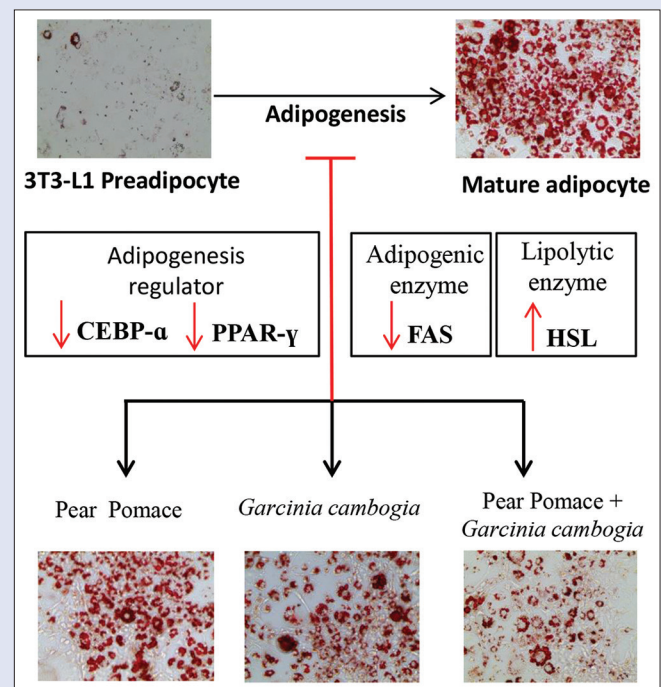 Adipogenesis
3T3-L1 Preadipocyte
Mature adipocyte
Adipogenesis
regulator
↓ CEBP-α ↓ PPAR-γ
Adipogenic
enzyme
↓ FAS
Lipolytic
enzyme
↑ HSL
Pear Pomace
Garcinia cambogia
Pear Pomace +
Garcinia cambogia